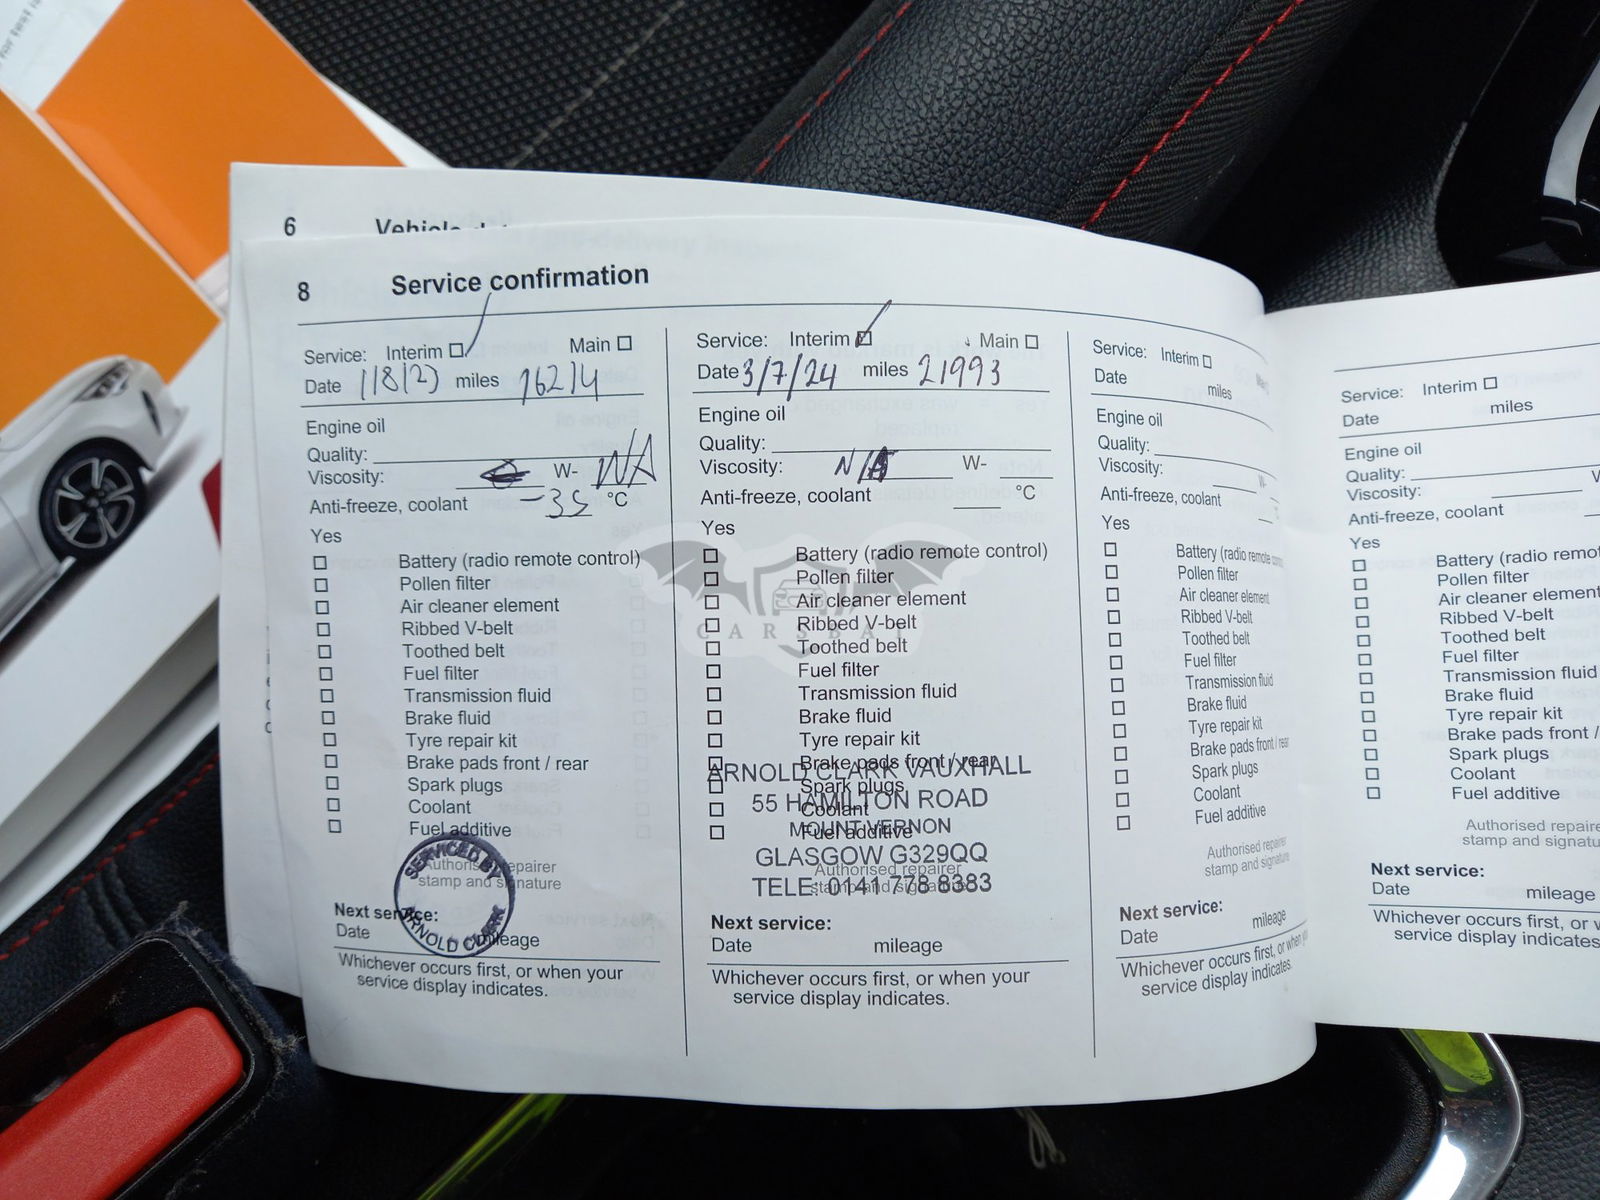 6 Vehicle
8 Service confirmation
Service: Interim Main
Date 1/8/23 miles 16214
Engine oil
Quality:
Viscosity: W- N/A
Anti-freeze, coolant -35 °C
Yes
Battery (radio remote control)
Pollen filter
Air cleaner element
Ribbed V-belt
Toothed belt
Fuel filter
Transmission fluid
Brake fluid
Tyre repair kit
Brake pads front / rear
Spark plugs
Coolant
Fuel additive
Authorised repairer
stamp and signature
SERVICED BY
ARNOLD CLARK
Next service:
Date mileage
Whichever occurs first, or when your
service display indicates.
Service: Interim Main
Date 3/7/24 miles 21993
Engine oil
Quality:
Viscosity: N/A W-
Anti-freeze, coolant °C
Yes
Battery (radio remote control)
Pollen filter
Air cleaner element
Ribbed V-belt
Toothed belt
Fuel filter
Transmission fluid
Brake fluid
Tyre repair kit
Brake pads front / rear
Spark plugs
Coolant
Fuel additive
Authorised repairer
stamp and signature
ARNOLD CLARK VAUXHALL
55 HAMILTON ROAD
MOUNT VERNON
GLASGOW G329QQ
TELE: 0141 778 8383
Next service:
Date mileage
Whichever occurs first, or when your
service display indicates.
Service: Interim
Date miles
Engine oil
Quality:
Viscosity: W-
Anti-freeze, coolant
Yes
Battery (radio remote
Pollen filter
Air cleaner element
Ribbed V-belt
Toothed belt
Fuel filter
Transmission fluid
Brake fluid
Tyre repair kit
Brake pads front / rear
Spark plugs
Coolant
Fuel additive
Authorised repairer
stamp and signature
Next service:
Date mileage
Whichever occurs first, or when
service display indicates.
Service: Interim
Date miles
Engine oil
Quality:
Viscosity:
Anti-freeze, coolant
Yes
Battery (radio
Pollen filter
Air cleaner element
Ribbed V-belt
Toothed belt
Fuel filter
Transmission fluid
Brake fluid
Tyre repair kit
Brake pads front /
Spark plugs
Coolant
Fuel additive
Authorised
stamp and
Next service:
Date mileage
Whichever occurs first, or
service display indicates
CARSBAT